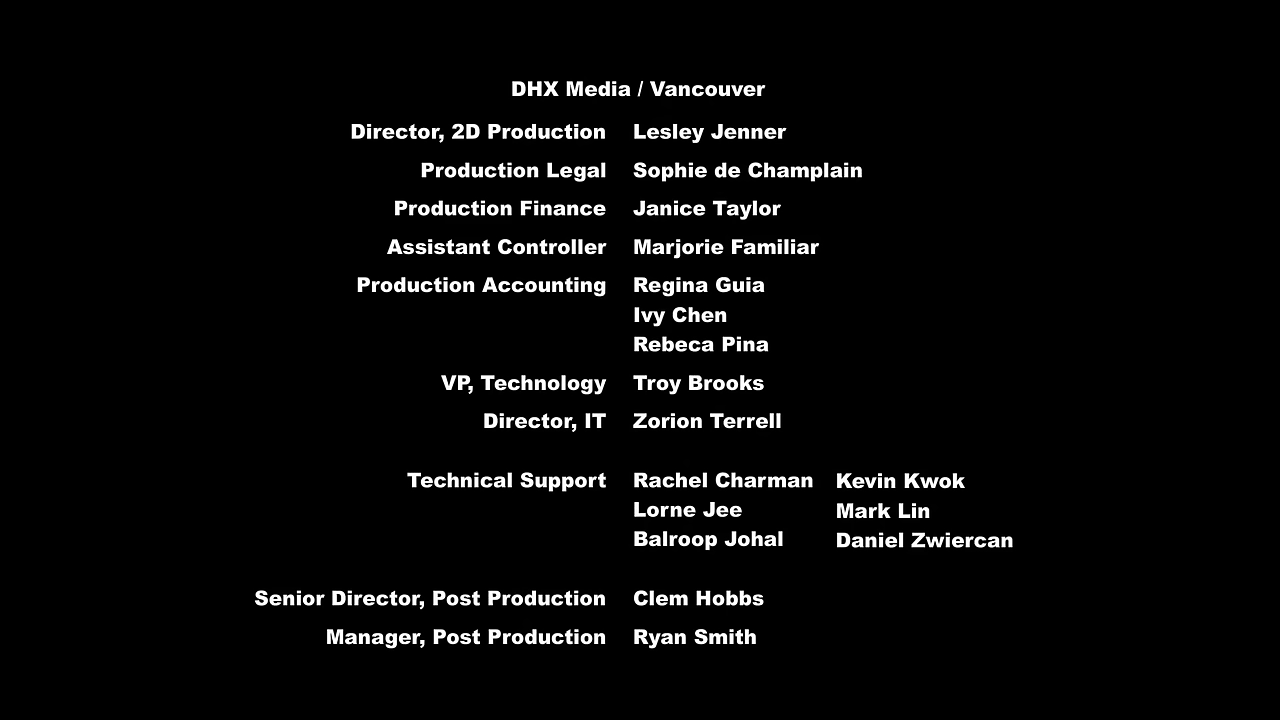 DHX Media / Vancouver
Director, 2D Production Lesley Jenner
Production Legal Sophie de Champlain
Production Finance Janice Taylor
Assistant Controller Marjorie Familiar
Production Accounting Regina Guia
Ivy Chen
Rebeca Pina
VP, Technology Troy Brooks
Director, IT Zorion Terrell
Technical Support Rachel Charman Kevin Kwok
Lorne Jee Mark Lin
Balroop Johal Daniel Zwiercan
Senior Director, Post Production Clem Hobbs
Manager, Post Production Ryan Smith